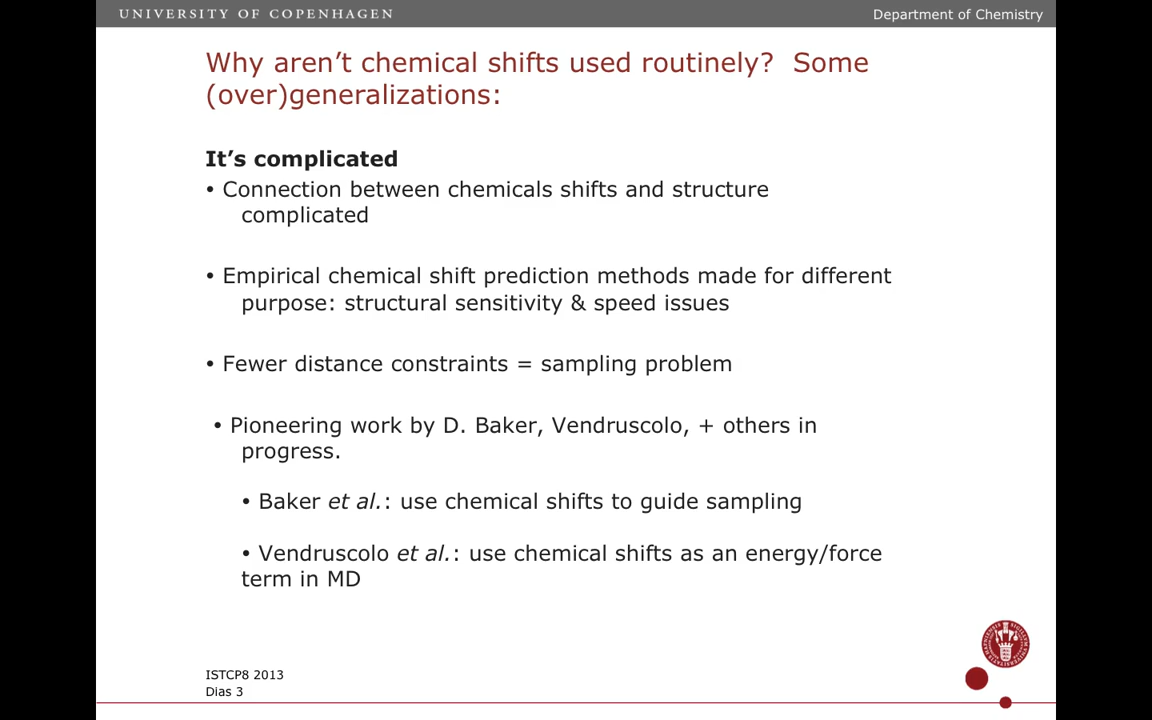 UNIVERSITY OF COPENHAGEN
Department of Chemistry
Why aren’t chemical shifts used routinely?  Some
(over)generalizations:
It’s complicated
• Connection between chemicals shifts and structure
complicated
• Empirical chemical shift prediction methods made for different
purpose: structural sensitivity & speed issues
• Fewer distance constraints = sampling problem
• Pioneering work by D. Baker, Vendruscolo, + others in
progress.
• Baker et al.: use chemical shifts to guide sampling
• Vendruscolo et al.: use chemical shifts as an energy/force
term in MD
ISTCP8 2013
Dias 3